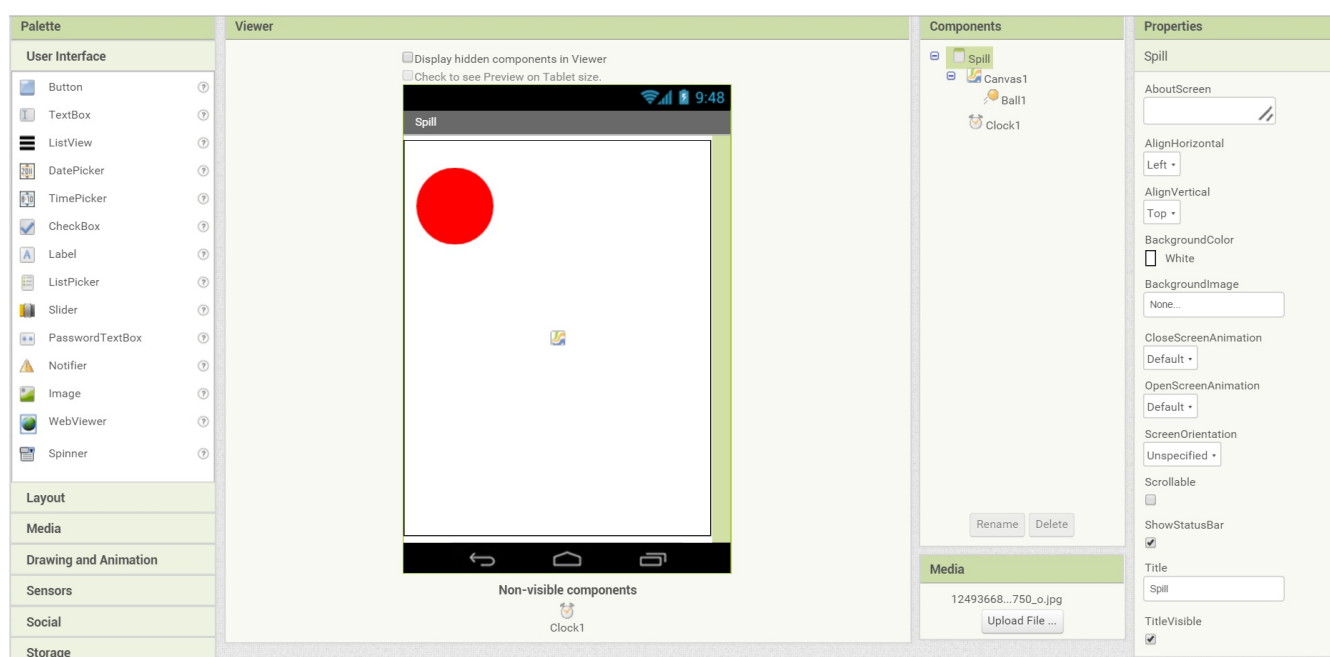 Palette
User Interface
Button
TextBox
ListView
DatePicker
TimePicker
CheckBox
Label
ListPicker
Slider
PasswordTextBox
Notifier
Image
WebViewer
Spinner
Layout
Media
Drawing and Animation
Sensors
Social
Storage
Viewer
Display hidden components in Viewer
Check to see Preview on Tablet size.
9:48
Spill
Non-visible components
Clock1
Components
Spill
Canvas1
Ball1
Clock1
Rename Delete
Media
12493668...750_o.jpg
Upload File ...
Properties
Spill
AboutScreen
AlignHorizontal
Left
AlignVertical
Top
BackgroundColor
White
BackgroundImage
None...
CloseScreenAnimation
Default
OpenScreenAnimation
Default
ScreenOrientation
Unspecified
Scrollable
ShowStatusBar
Title
Spill
TitleVisible